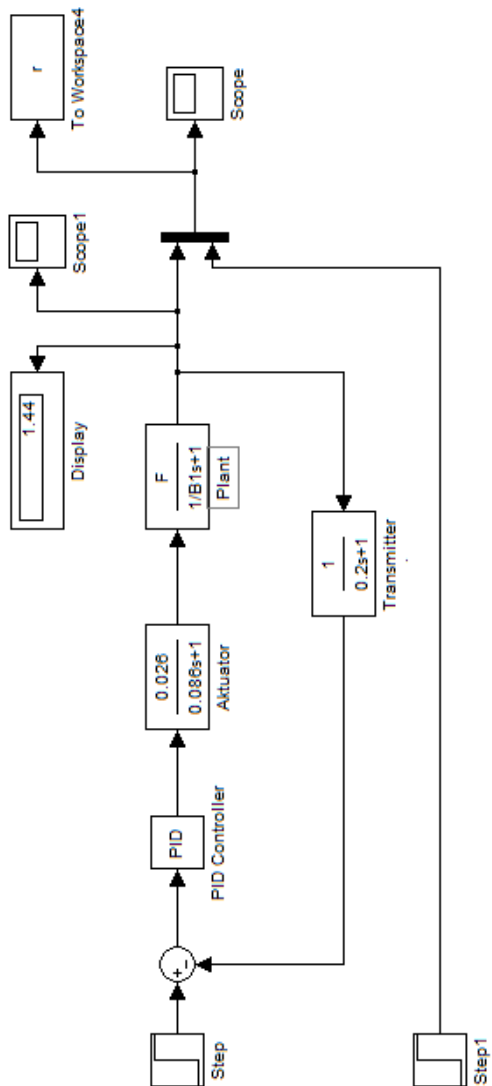 Step
+-
PID
PID Controller
0.026
0.086s+1
Aktuator
F
1/B1s+1
Plant
1.44
Display
Scope1
r
To Workspace4
Scope
1
0.2s+1
Transmitter
Step1